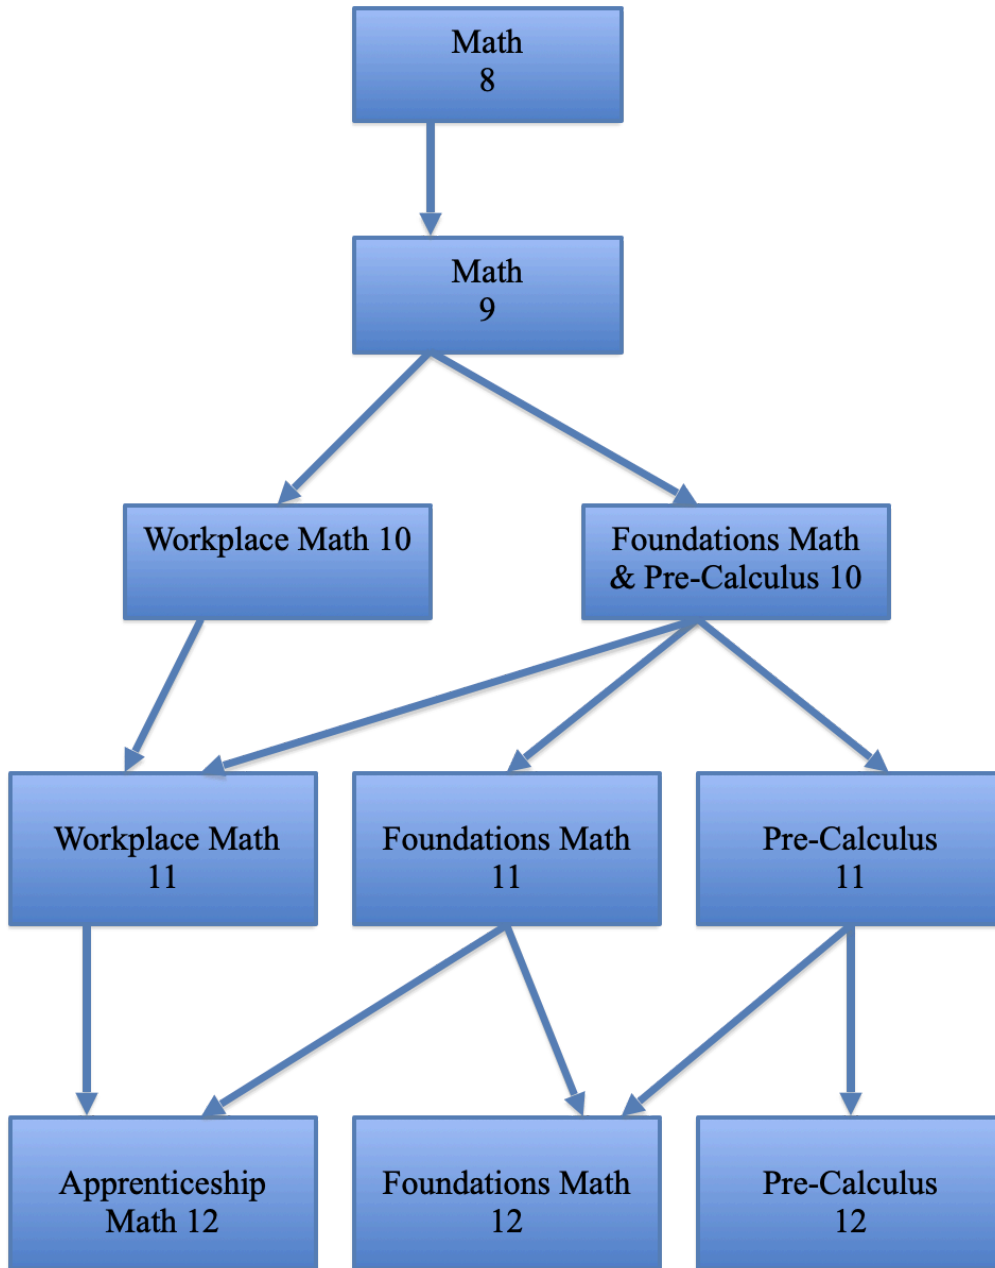 Math
8
Math
9
Workplace Math 10
Foundations Math
& Pre-Calculus 10
Workplace Math
11
Foundations Math
11
Pre-Calculus
11
Apprenticeship
Math 12
Foundations Math
12
Pre-Calculus
12